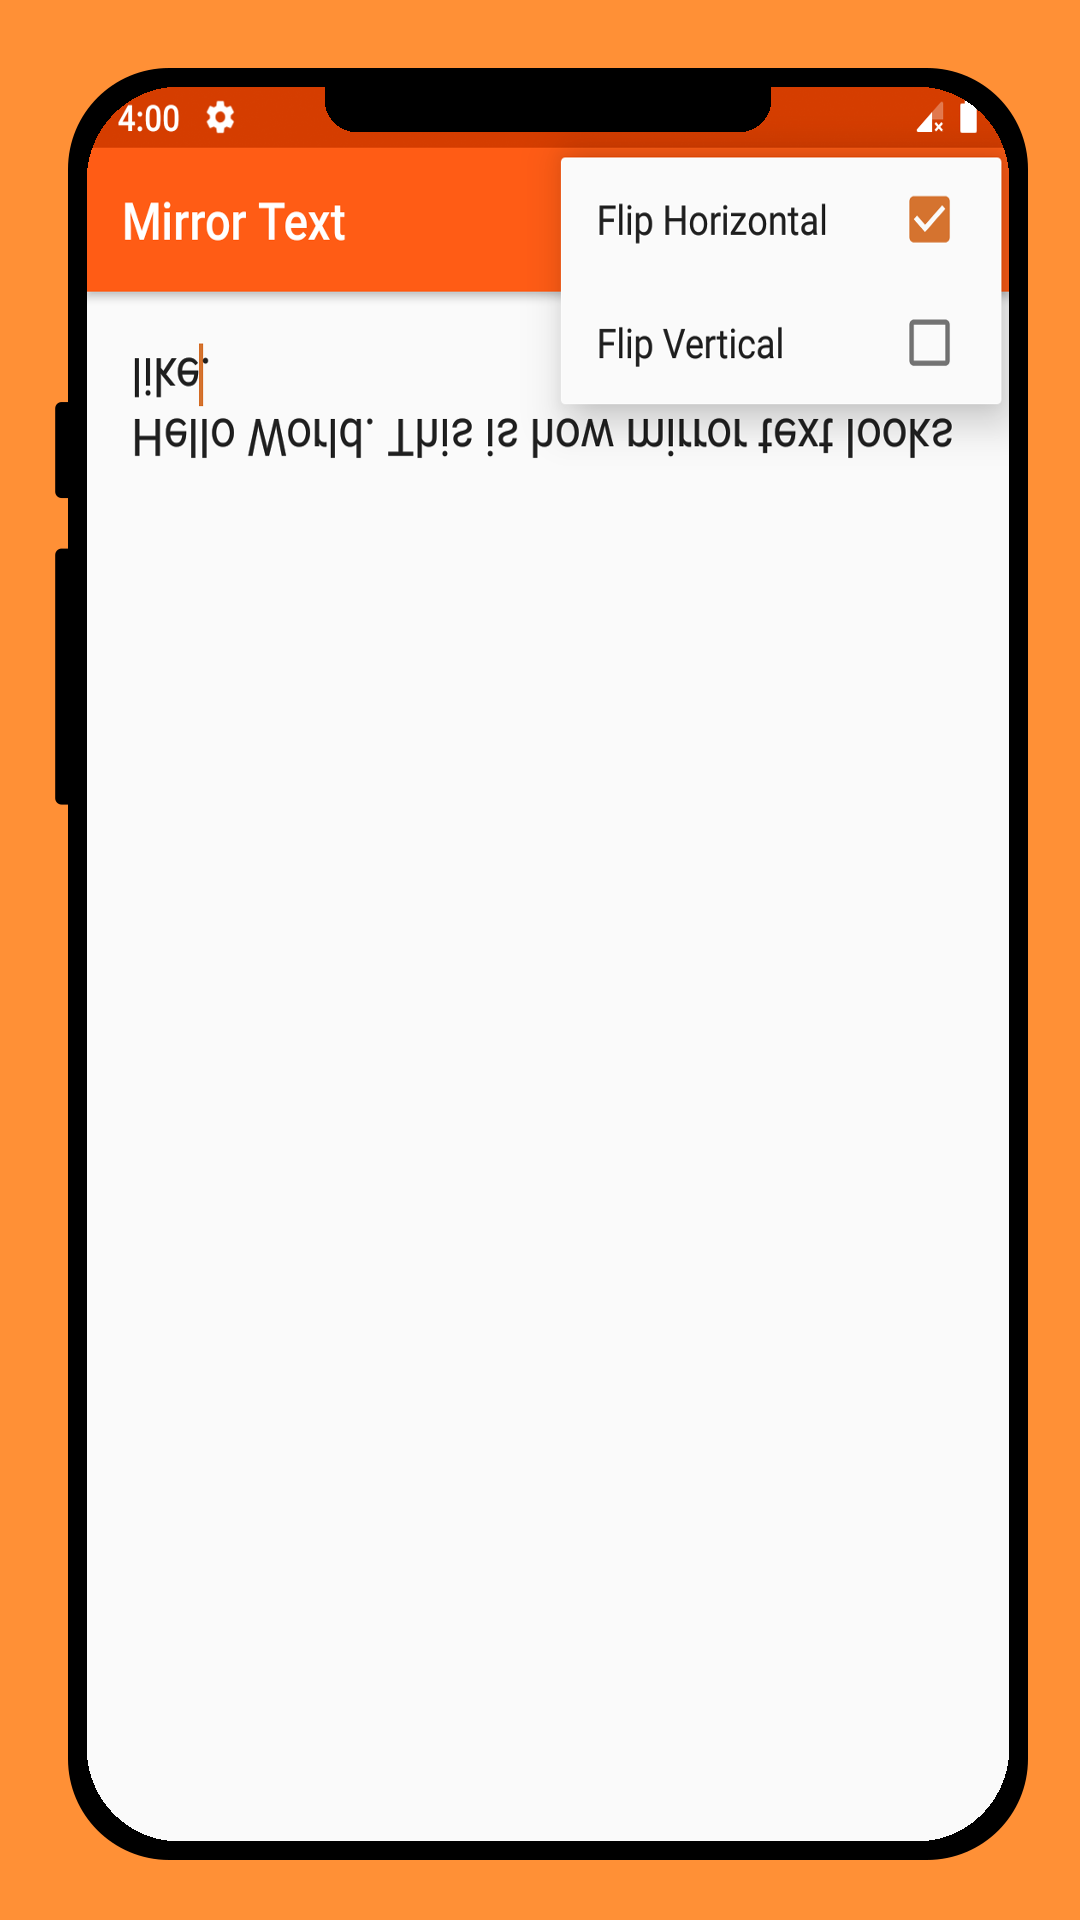 4:00
Mirror Text
Flip Horizontal
Flip Vertical
Hello World. This is how mirror text looks
like.